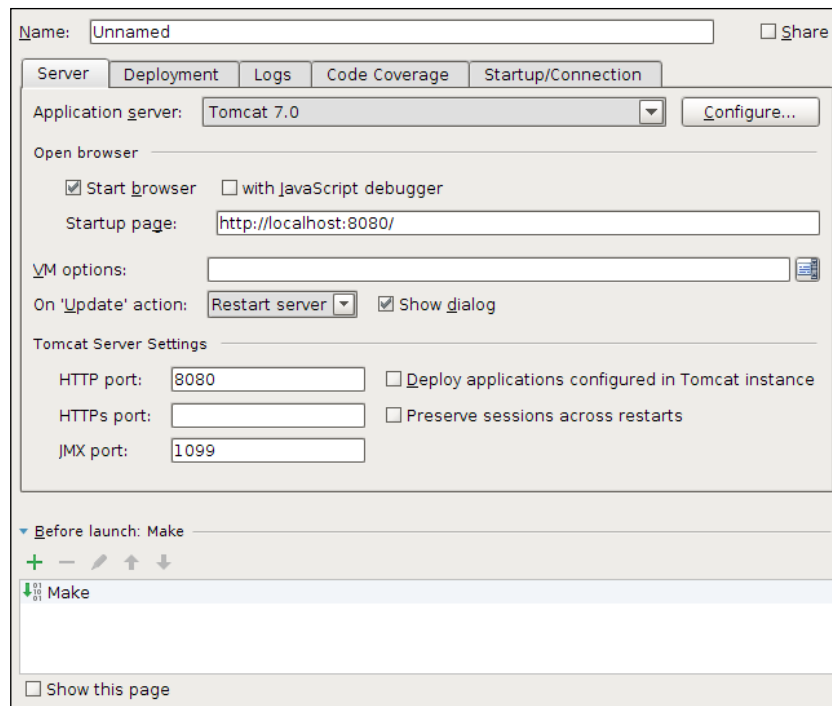 Name: Unnamed Share
Server Deployment Logs Code Coverage Startup/Connection
Application server: Tomcat 7.0 Configure...
Open browser
Start browser with JavaScript debugger
Startup page: http://localhost:8080/
VM options:
On 'Update' action: Restart server Show dialog
Tomcat Server Settings
HTTP port: 8080 Deploy applications configured in Tomcat instance
HTTPs port: Preserve sessions across restarts
JMX port: 1099
Before launch: Make
Make
Show this page